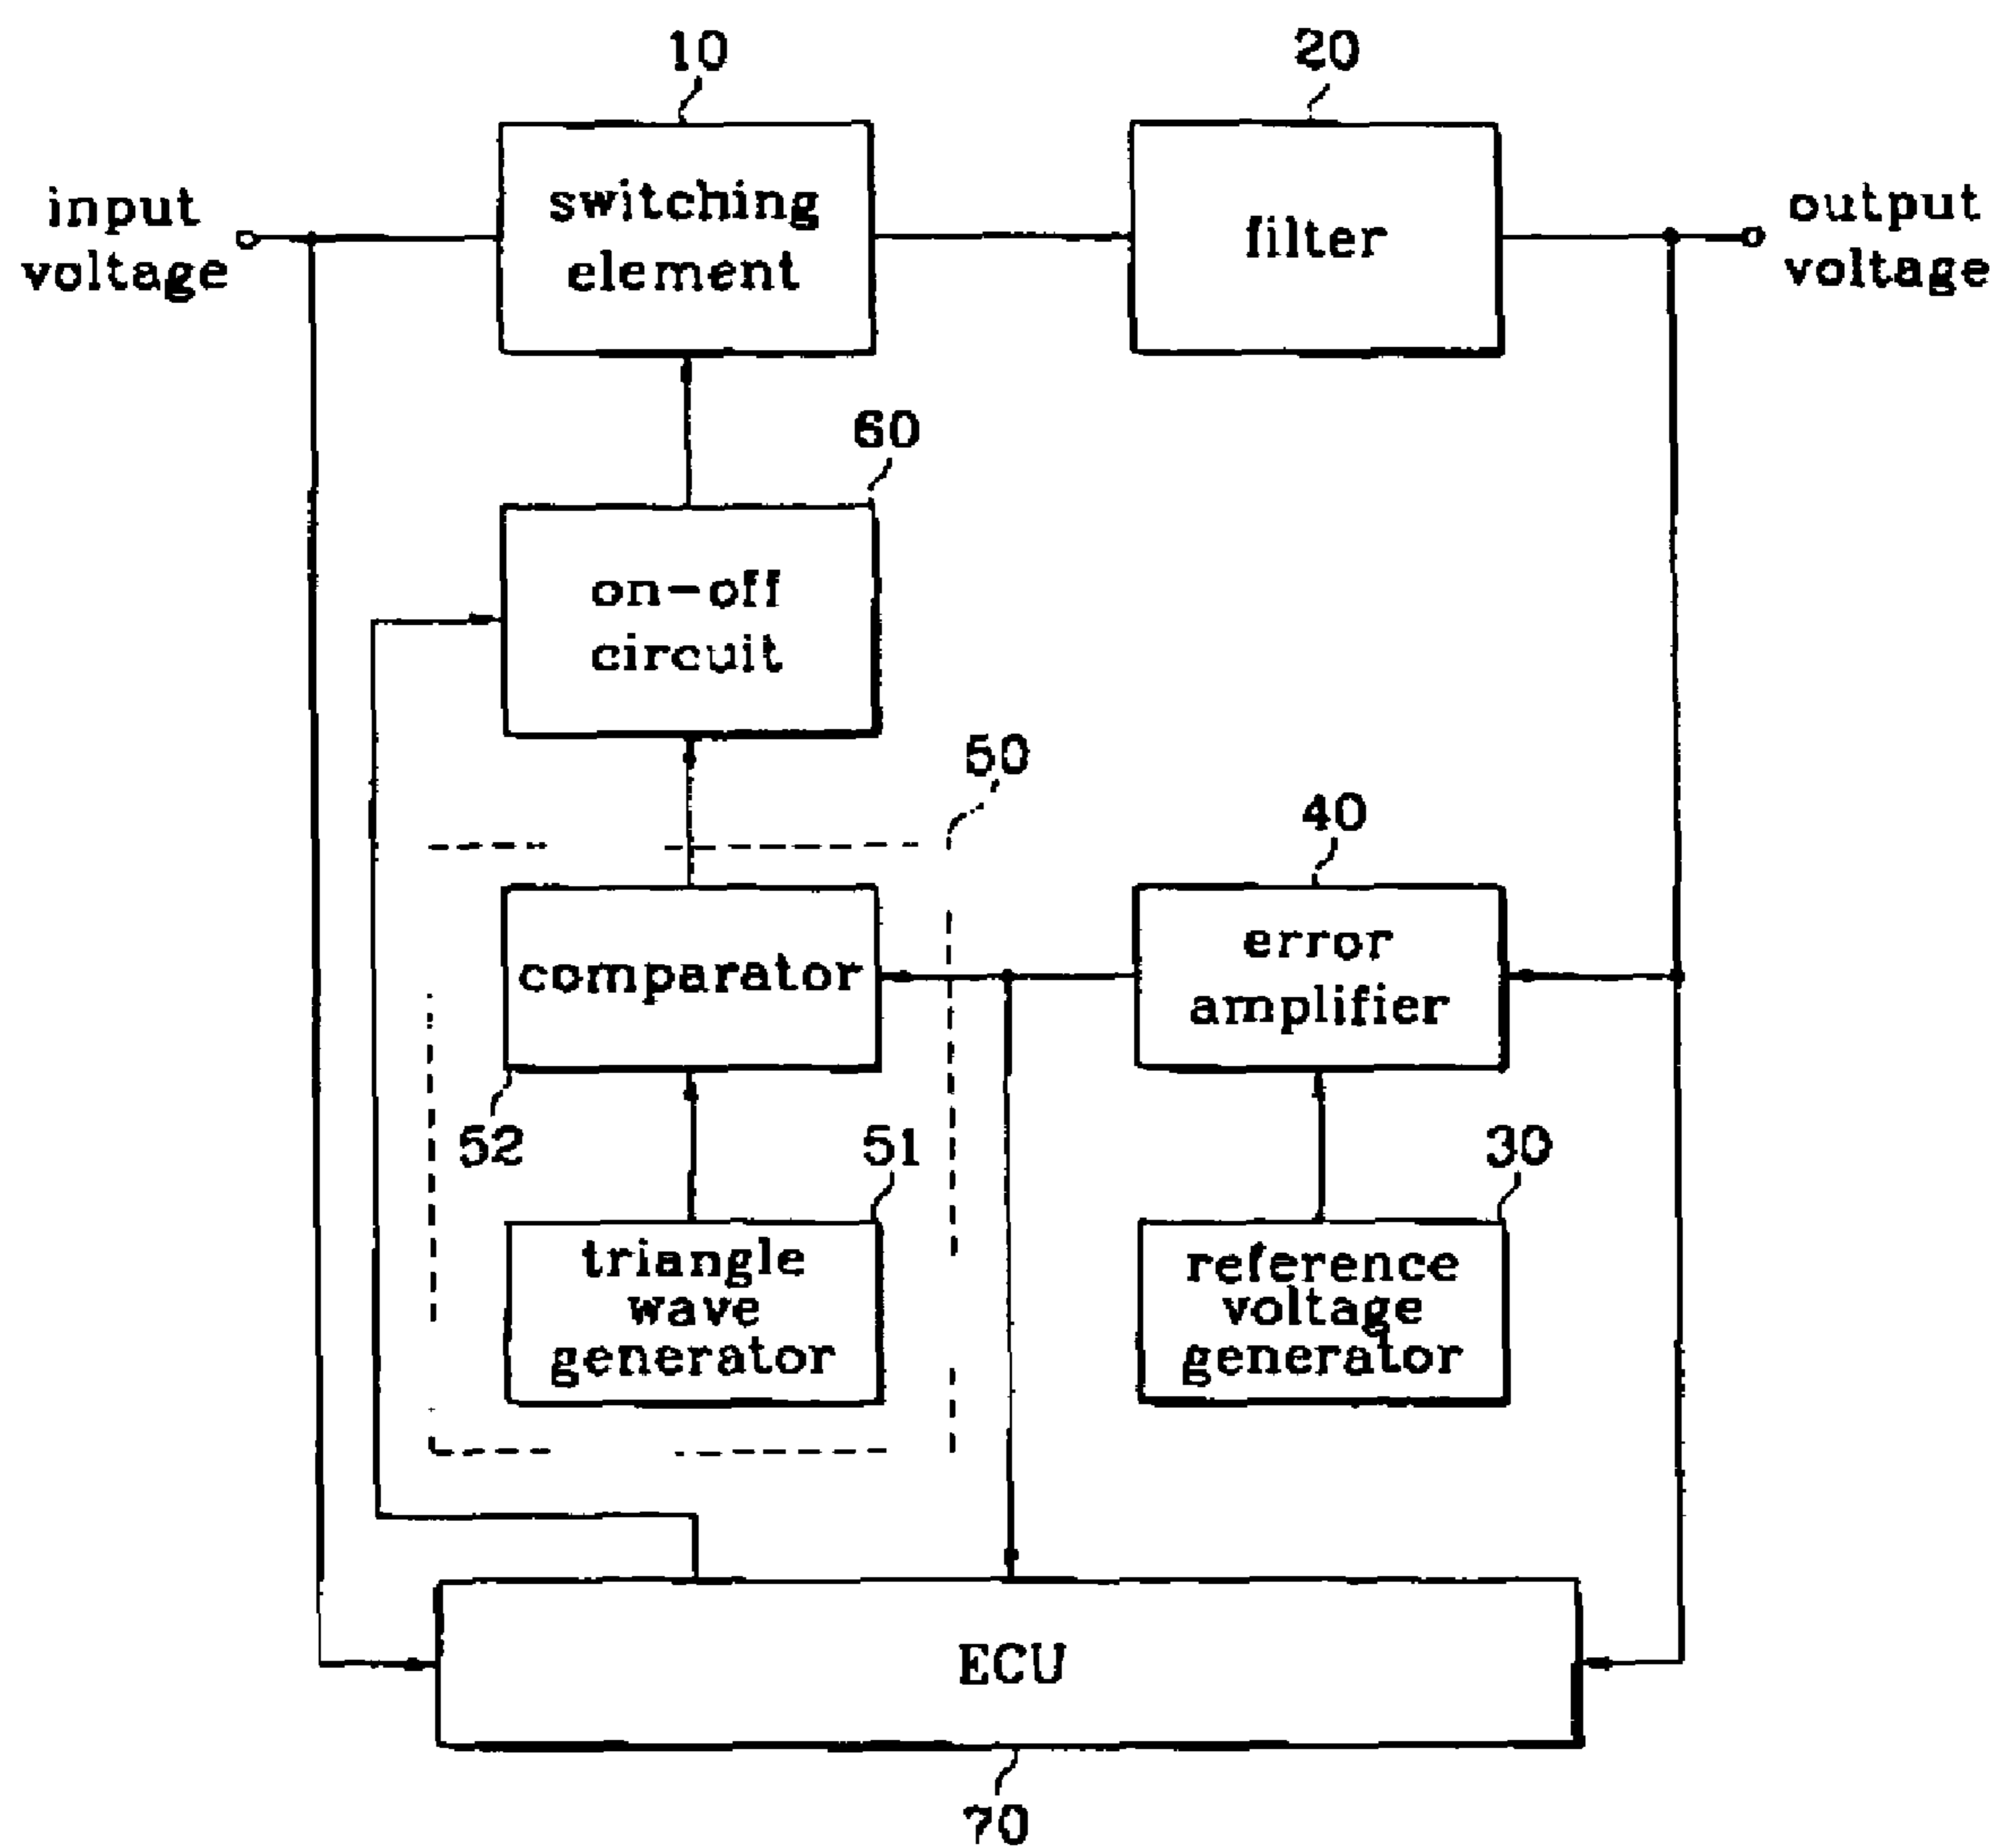 10
20
input
voltage
switching
element
filter
output
voltage
60
on-off
circuit
50
40
comparator
error
amplifier
52
51
30
triangle
wave
generator
reference
voltage
generator
ECU
70